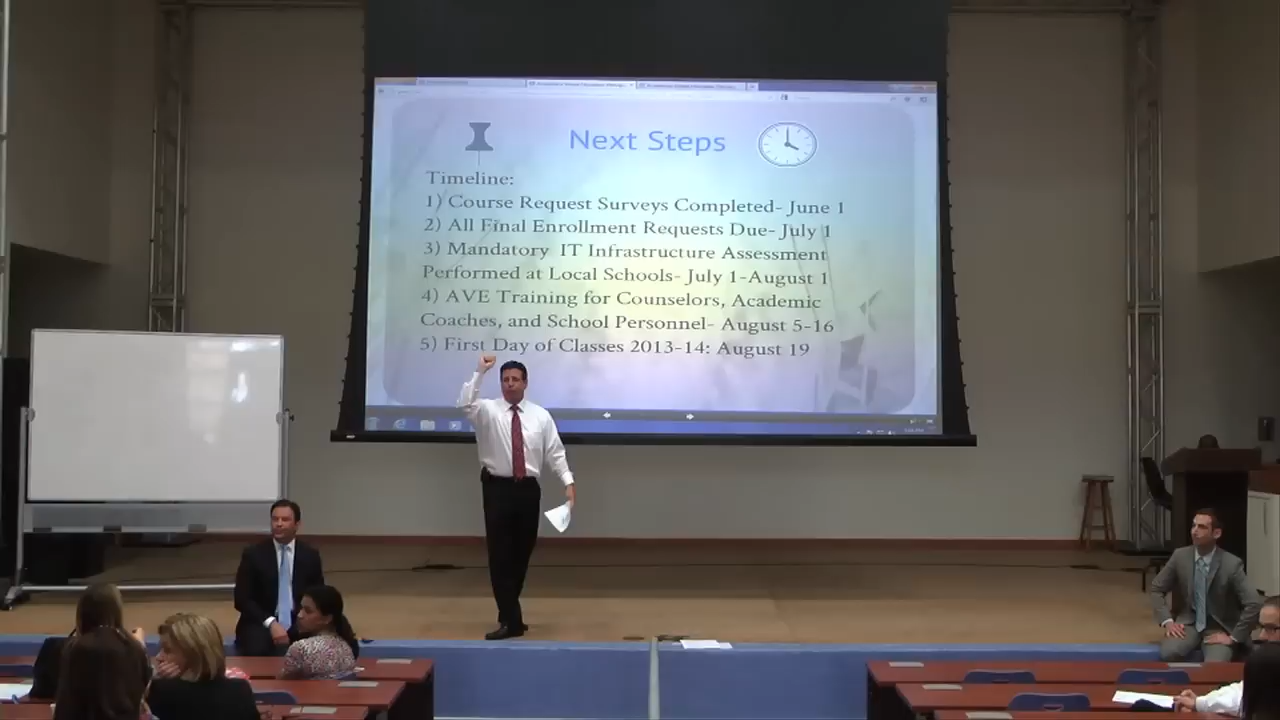 Next Steps
Timeline:
1) Course Request Surveys Completed- June 1
2) All Final Enrollment Requests Due- July 1
3) Mandatory IT Infrastructure Assessment
Performed at Local Schools- July 1-August 1
4) AVE Training for Counselors, Academic
Coaches, and School Personnel- August 5-16
5) First Day of Classes 2013-14: August 19